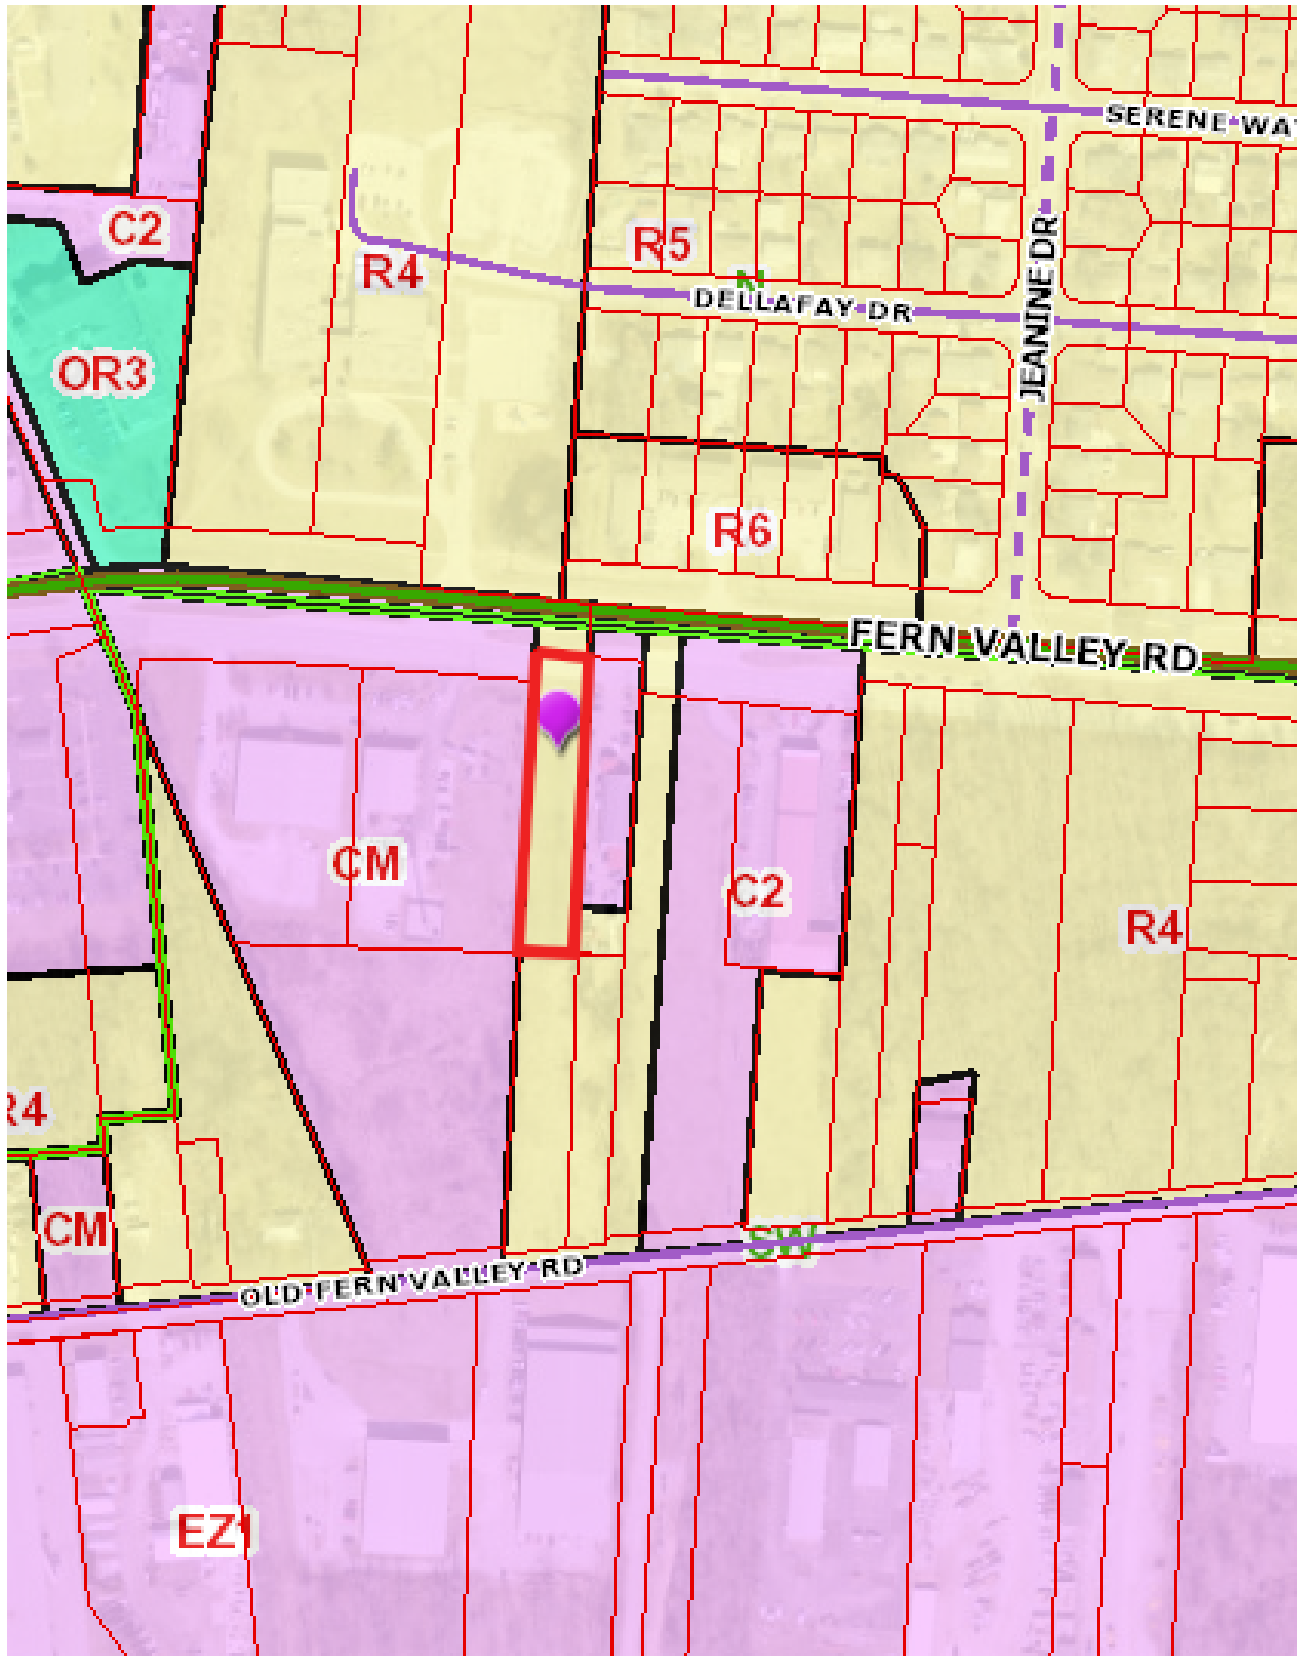 SERENE WA
C2
R5
R4
N
DELLAFAY DR
JEANINE DR
OR3
R6
FERN VALLEY RD
CM
C2
R4
R4
CM
SW
OLD FERN VALLEY RD
EZ1